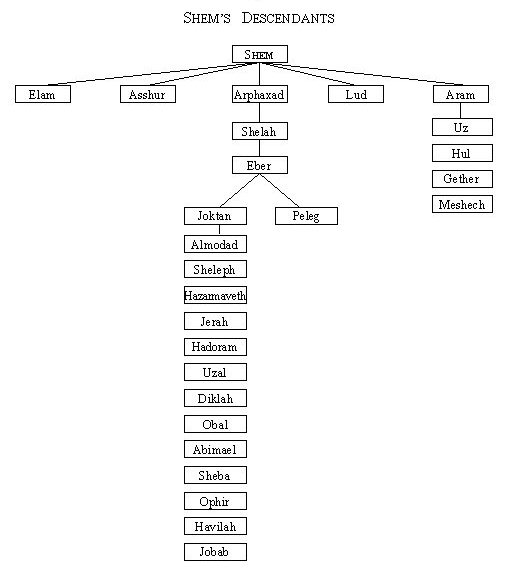 SHEM'S DESCENDANTS
SHEM
Elam Asshur Arphaxad Lud Aram
Shelah Uz
Eber Hul
Gether
Meshech
Joktan Peleg
Almodad
Sheleph
Hazarmaveth
Jerah
Hadoram
Uzal
Diklah
Obal
Abimael
Sheba
Ophir
Havilah
Jobab